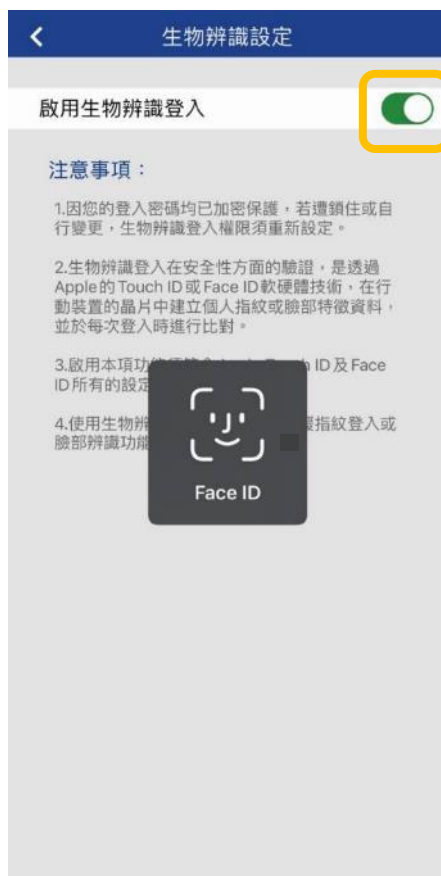 生物辨識設定
啟用生物辨識登入
注意事項：
1.因您的登入密碼均已加密保護，若遭鎖住或自
行變更，生物辨識登入權限須重新設定。
2.生物辨識登入在安全性方面的驗證，是透過
Apple的Touch ID或Face ID軟硬體技術，在行
動裝置的晶片中建立個人指紋或臉部特徵資料，
並於每次登入時進行比對。
3.啟用本項功 ID及Face
ID所有的設定
4.使用生物辨 指紋登入或
臉部辨識功能
Face ID